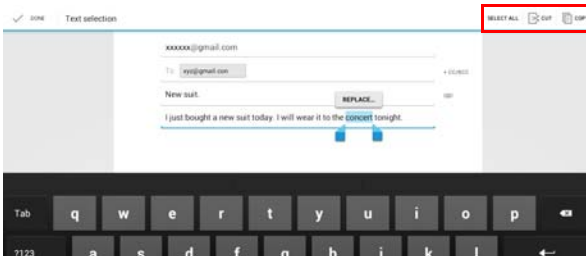 DONE Text selection SELECT ALL CUT COP
xxxxxx@gmail.com
To xyz@gmail.com + CC/BCC
New suit.
REPLACE...
I just bought a new suit today. I will wear it to the concert tonight.
Tab q w e r t y u i o p
?123 a s d f g h j k l